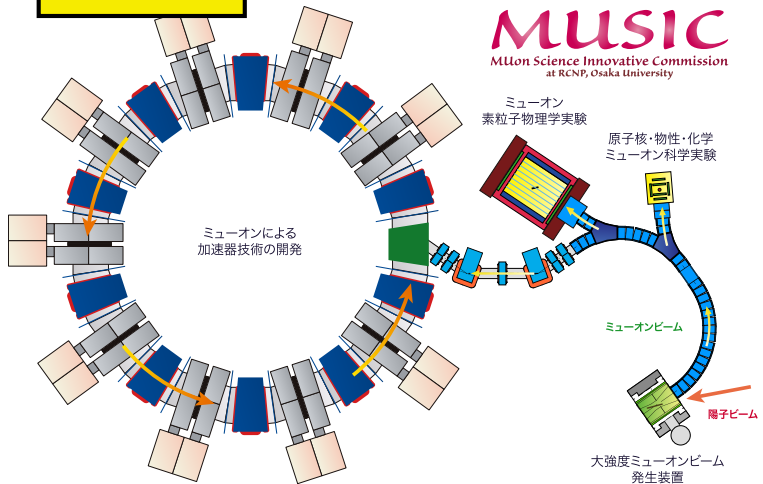 MUSIC
MUon Science Innovative Commission
at RCNP, Osaka University
ミューオン
素粒子物理学実験
原子核・物性・化学
ミューオン科学実験
ミューオンによる
加速器技術の開発
ミューオンビーム
陽子ビーム
大強度ミューオンビーム
発生装置